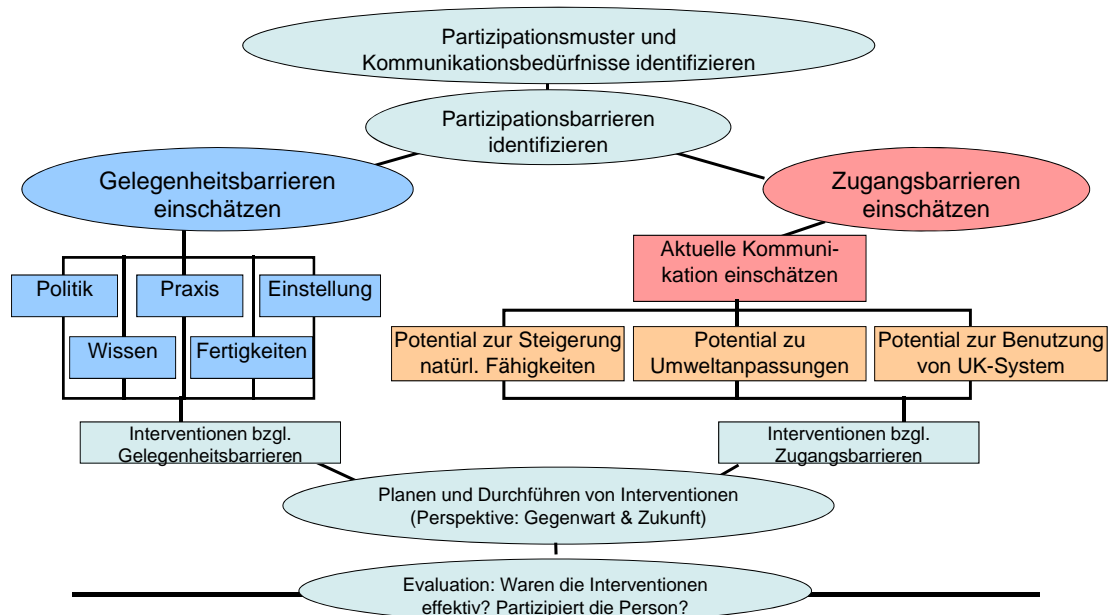 Partizipationsmuster und
Kommunikationsbedürfnisse identifizieren
Partizipationsbarrieren
identifizieren
Gelegenheitsbarrieren
einschätzen
Zugangsbarrieren
einschätzen
Aktuelle Kommuni-
kation einschätzen
Politik
Praxis
Einstellung
Wissen
Fertigkeiten
Potential zur Steigerung
natürl. Fähigkeiten
Potential zu
Umweltanpassungen
Potential zur Benutzung
von UK-System
Interventionen bzgl.
Gelegenheitsbarrieren
Interventionen bzgl.
Zugangsbarrieren
Planen und Durchführen von Interventionen
(Perspektive: Gegenwart & Zukunft)
Evaluation: Waren die Interventionen
effektiv? Partizipiert die Person?